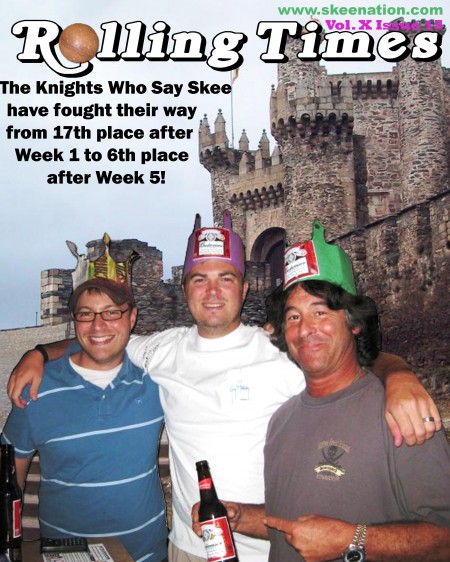 www.skeenation.com
Vol. X Issue 15
Rolling Times
The Knights Who Say Skee
have fought their way
from 17th place after
Week 1 to 6th place
after Week 5!